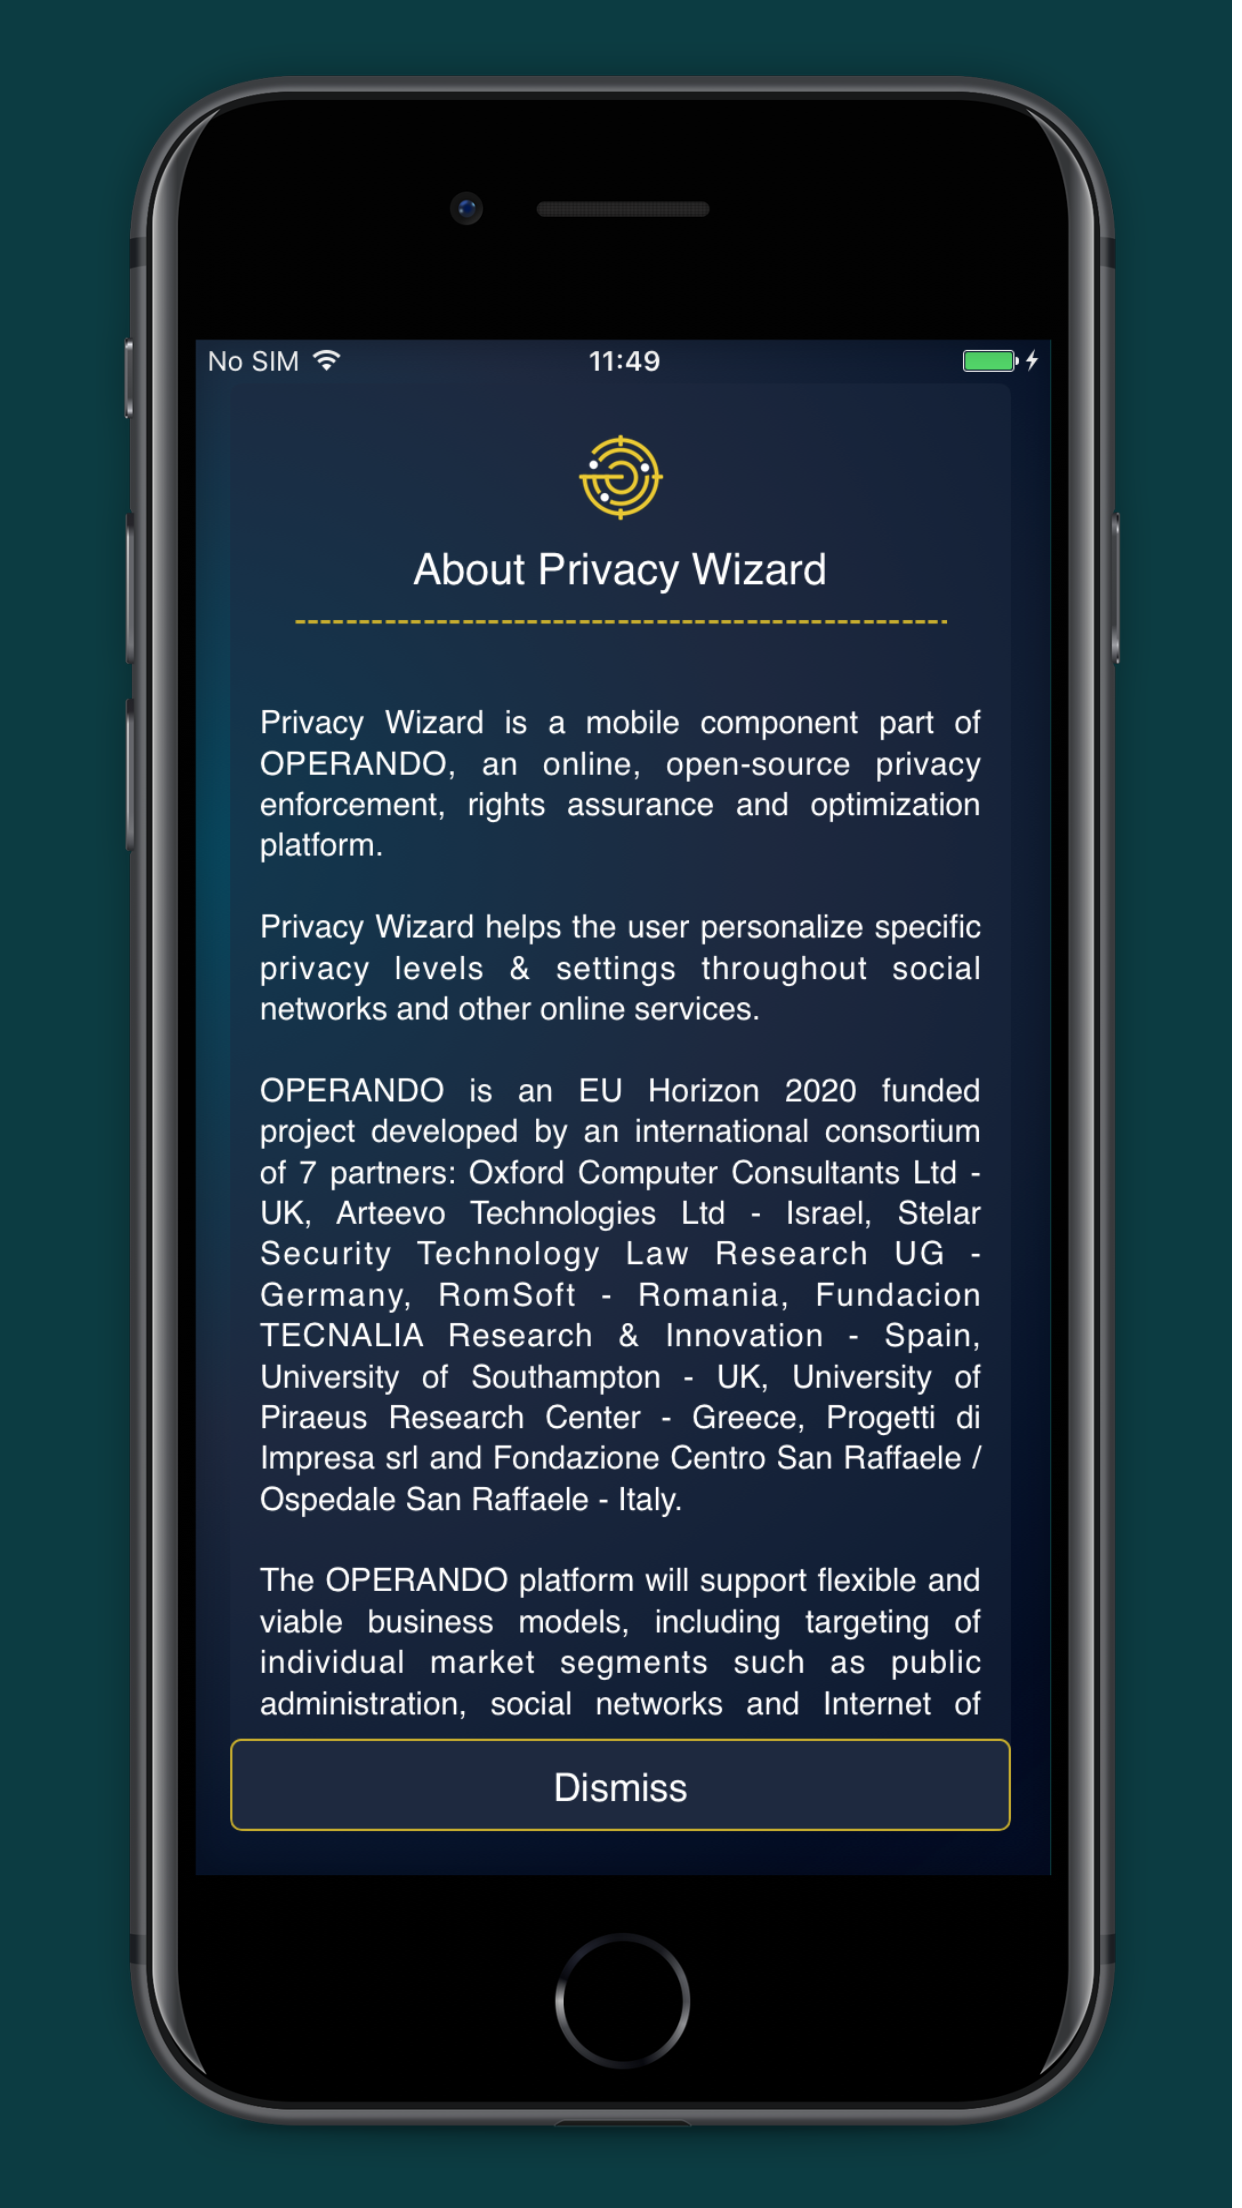 No SIM 11:49
About Privacy Wizard
Privacy Wizard is a mobile component part of
OPERANDO, an online, open-source privacy
enforcement, rights assurance and optimization
platform.
Privacy Wizard helps the user personalize specific
privacy levels & settings throughout social
networks and other online services.
OPERANDO is an EU Horizon 2020 funded
project developed by an international consortium
of 7 partners: Oxford Computer Consultants Ltd -
UK, Arteevo Technologies Ltd - Israel, Stelar
Security Technology Law Research UG -
Germany, RomSoft - Romania, Fundacion
TECNALIA Research & Innovation - Spain,
University of Southampton - UK, University of
Piraeus Research Center - Greece, Progetti di
Impresa srl and Fondazione Centro San Raffaele /
Ospedale San Raffaele - Italy.
The OPERANDO platform will support flexible and
viable business models, including targeting of
individual market segments such as public
administration, social networks and Internet of
Dismiss